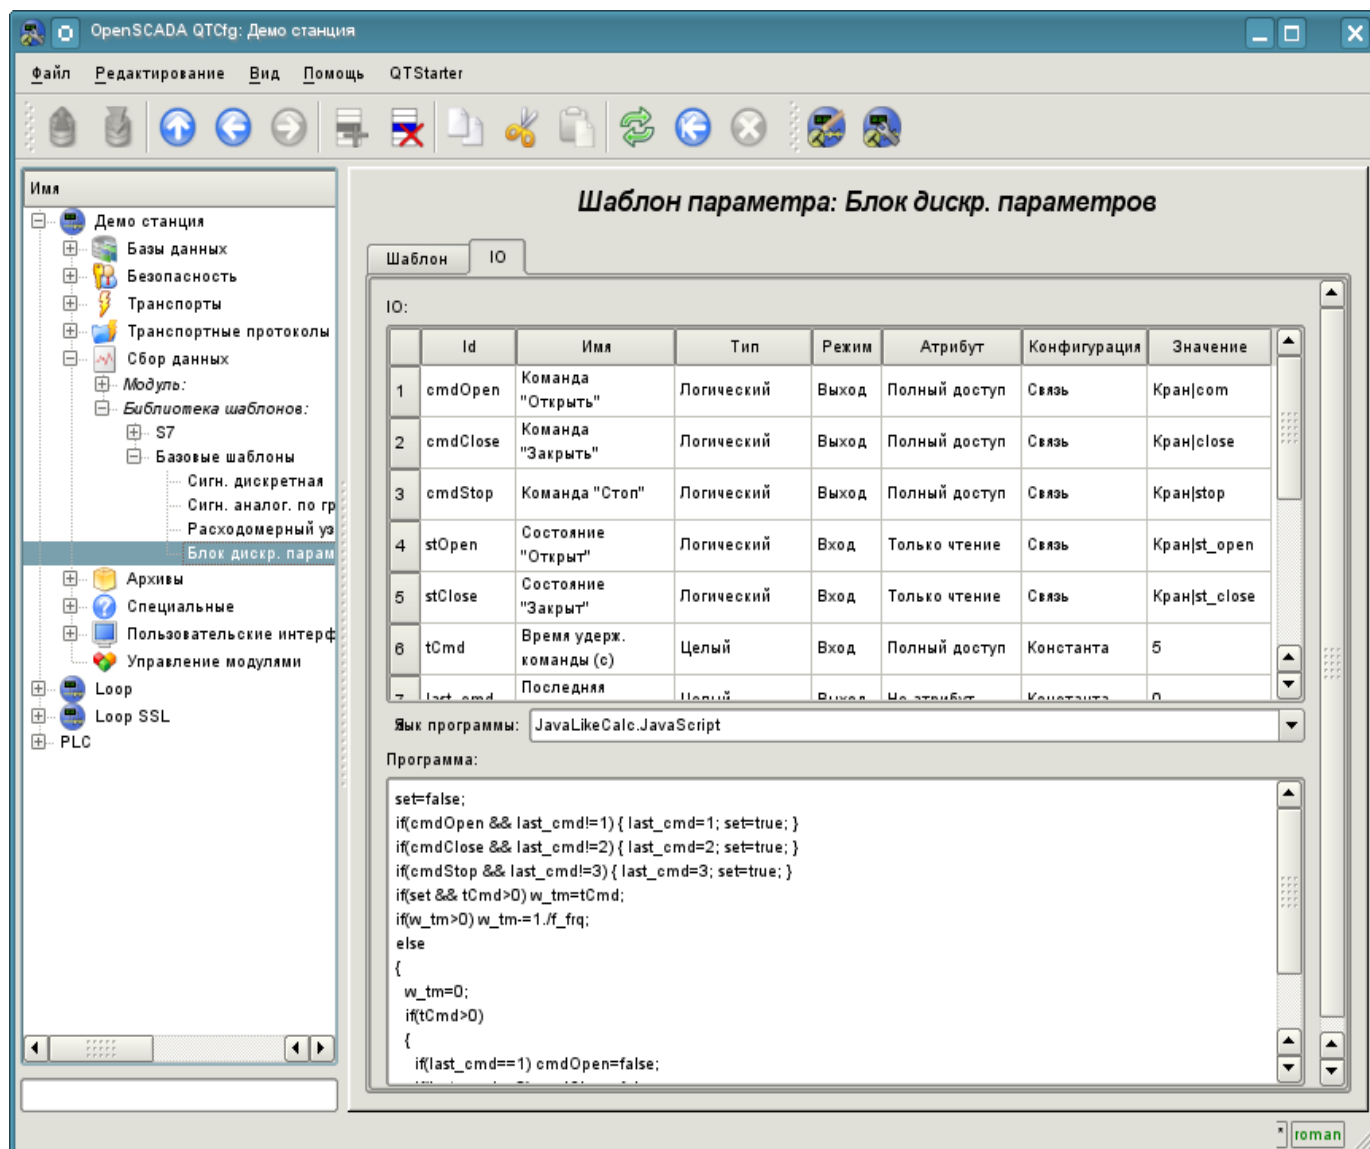 OpenSCADA QTCfg: Демо станция
Файл Редактирование Вид Помощь QTStarter
Имя
Демо станция
Базы данных
Безопасность
Транспорты
Транспортные протоколы
Сбор данных
Модуль:
Библиотека шаблонов:
S7
Базовые шаблоны
Сигн. дискретная
Сигн. аналог. по гр
Расходомерный уз
Блок дискр. парам
Архивы
Специальные
Пользовательские интерф
Управление модулями
Loop
Loop SSL
PLC
Шаблон параметра: Блок дискр. параметров
Шаблон IO
IO:
Id Имя Тип Режим Атрибут Конфигурация Значение
1 cmdOpen Команда "Открыть" Логический Выход Полный доступ Связь Кран|com
2 cmdClose Команда "Закрыть" Логический Выход Полный доступ Связь Кран|close
3 cmdStop Команда "Стоп" Логический Выход Полный доступ Связь Кран|stop
4 stOpen Состояние "Открыт" Логический Вход Только чтение Связь Кран|st_open
5 stClose Состояние "Закрыт" Логический Вход Только чтение Связь Кран|st_close
6 tCmd Время удерж. команды (с) Целый Вход Полный доступ Константа 5
7 last_cmd Последняя Целый Выход Не атрибут Константа 0
Язык программы: JavaLikeCalc.JavaScript
Программа:
set=false;
if(cmdOpen && last_cmd!=1) { last_cmd=1; set=true; }
if(cmdClose && last_cmd!=2) { last_cmd=2; set=true; }
if(cmdStop && last_cmd!=3) { last_cmd=3; set=true; }
if(set && tCmd>0) w_tm=tCmd;
if(w_tm>0) w_tm-=1./f_frq;
else
{
w_tm=0;
if(tCmd>0)
{
if(last_cmd==1) cmdOpen=false;
* roman